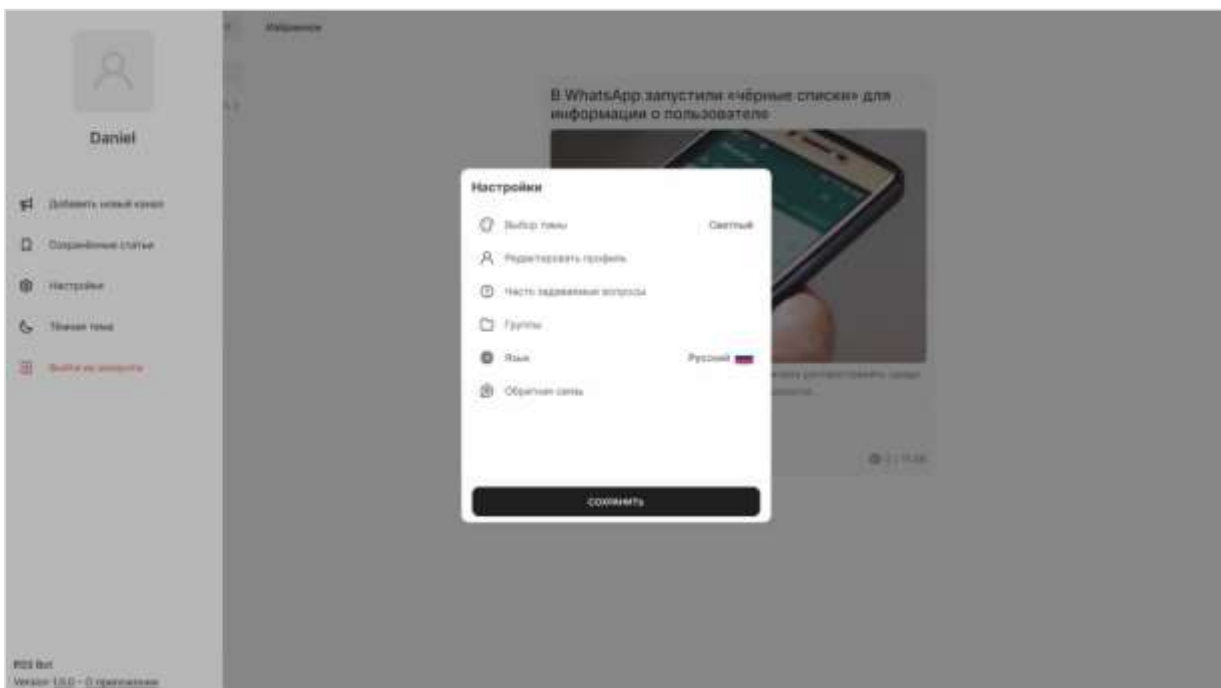 Избранное
Daniel
Добавить новый канал
Сохранённые статьи
Настройки
Тёмная тема
Выйти из аккаунта
RSS Bot
Version 1.5.0 - О приложении
В WhatsApp запустили «чёрные списки» для
информации о пользователе
Настройки
Выбор темы
Светлый
Редактировать профиль
Часто задаваемые вопросы
Группы
Язык
Русский
Обратная связь
СОХРАНИТЬ